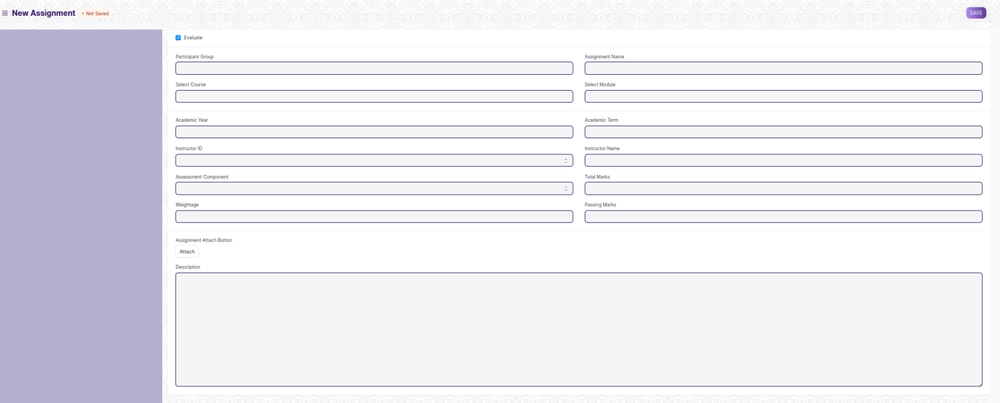 New Assignment • Not Saved
SAVE
Evaluate
Participant Group
Assignment Name
Select Course
Select Module
Academic Year
Academic Term
Instructor ID
Instructor Name
Assessment Component
Total Marks
Weightage
Passing Marks
Assignment Attach Button
Attach
Description